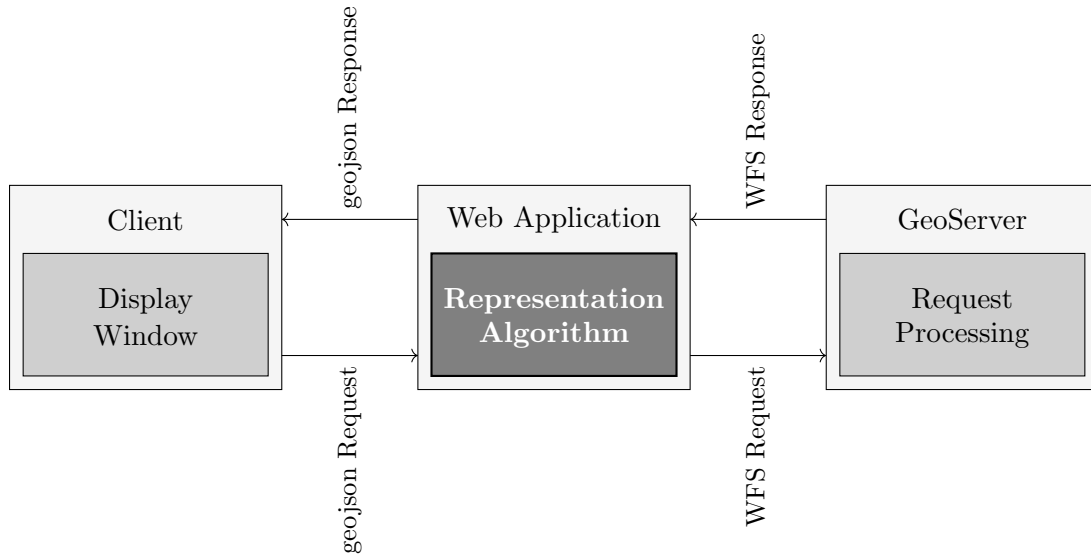 geojson Response
WFS Response
Client
Web Application
GeoServer
Display
Window
Representation
Algorithm
Request
Processing
geojson Request
WFS Request